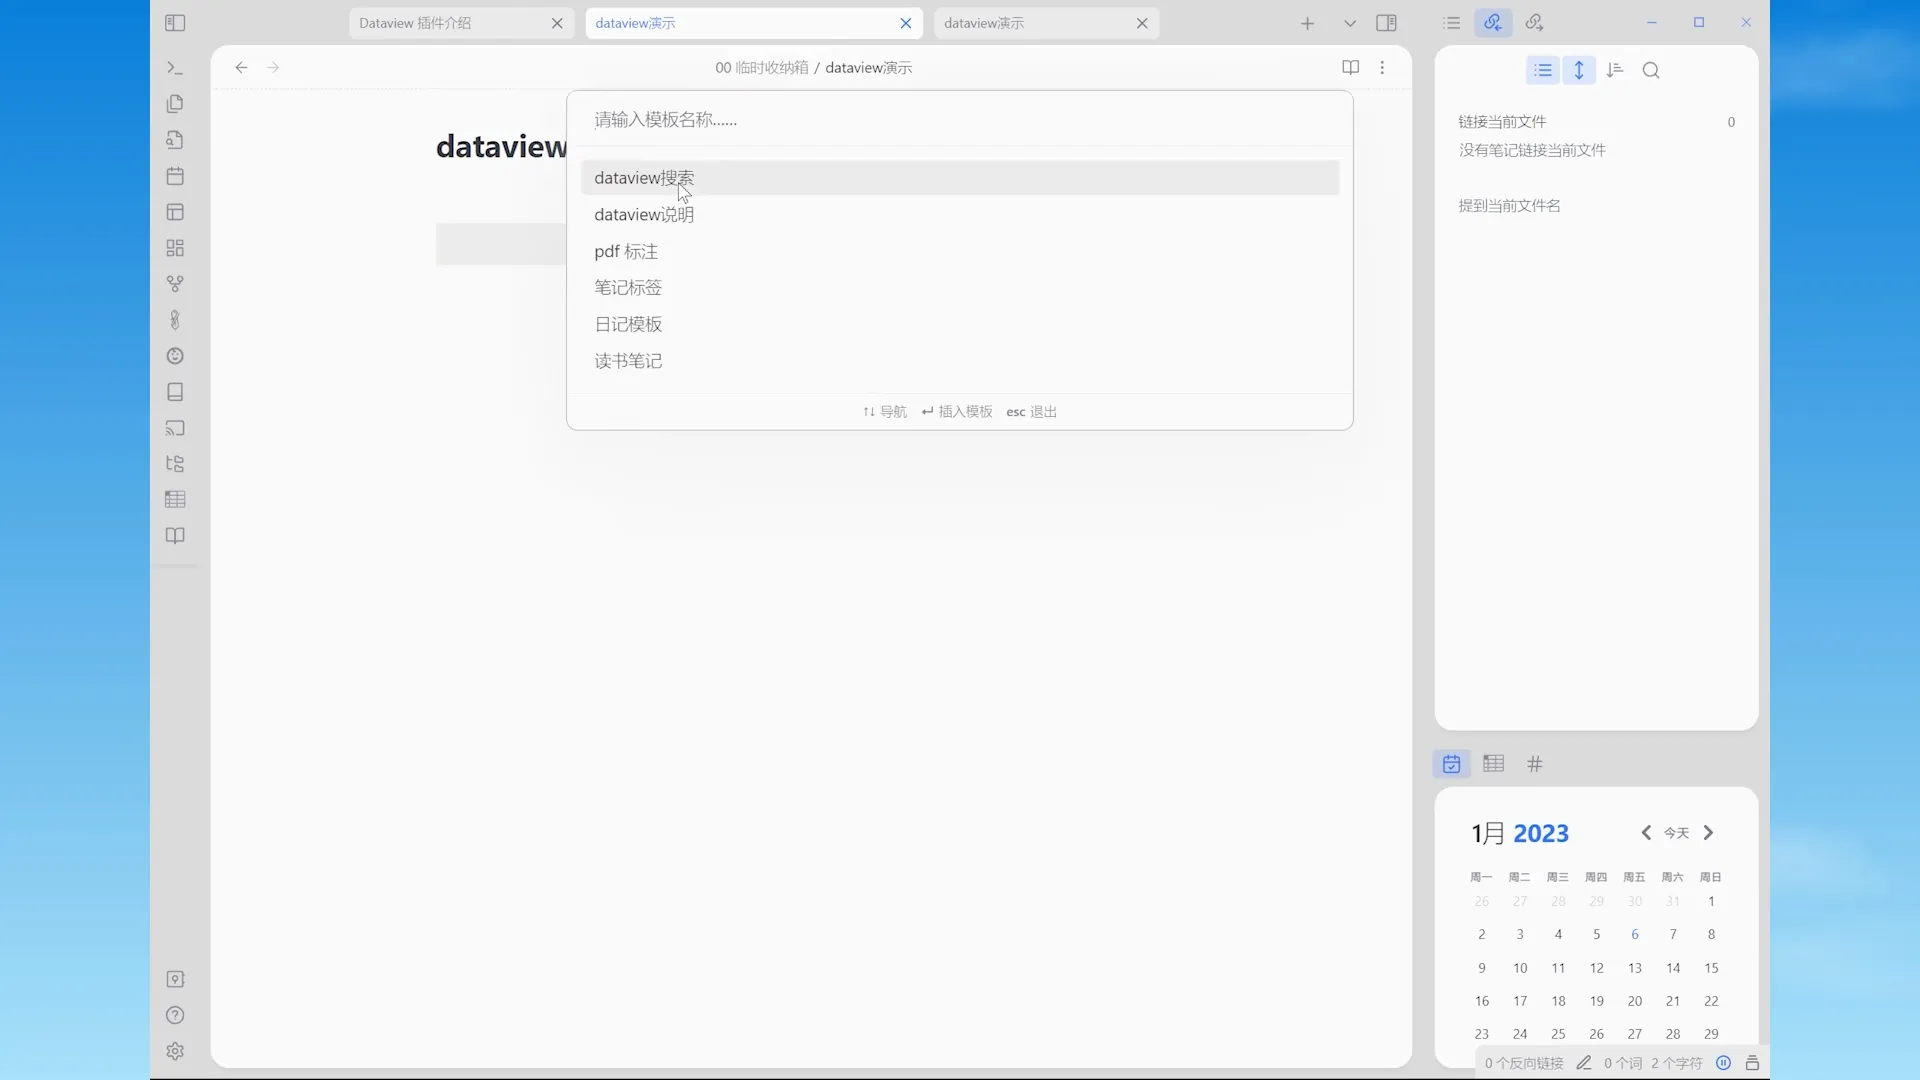 Dataview 插件介绍
dataview演示
dataview演示
00 临时收纳箱 / dataview演示
dataview
请输入模板名称......
dataview搜索
dataview说明
pdf 标注
笔记标签
日记模板
读书笔记
↑↓ 导航 ↵ 插入模板 esc 退出
链接当前文件 0
没有笔记链接当前文件
提到当前文件名
1月 2023
今天
周一 周二 周三 周四 周五 周六 周日
26 27 28 29 30 31 1
2 3 4 5 6 7 8
9 10 11 12 13 14 15
16 17 18 19 20 21 22
23 24 25 26 27 28 29
0 个反向链接 0 个词 2 个字符